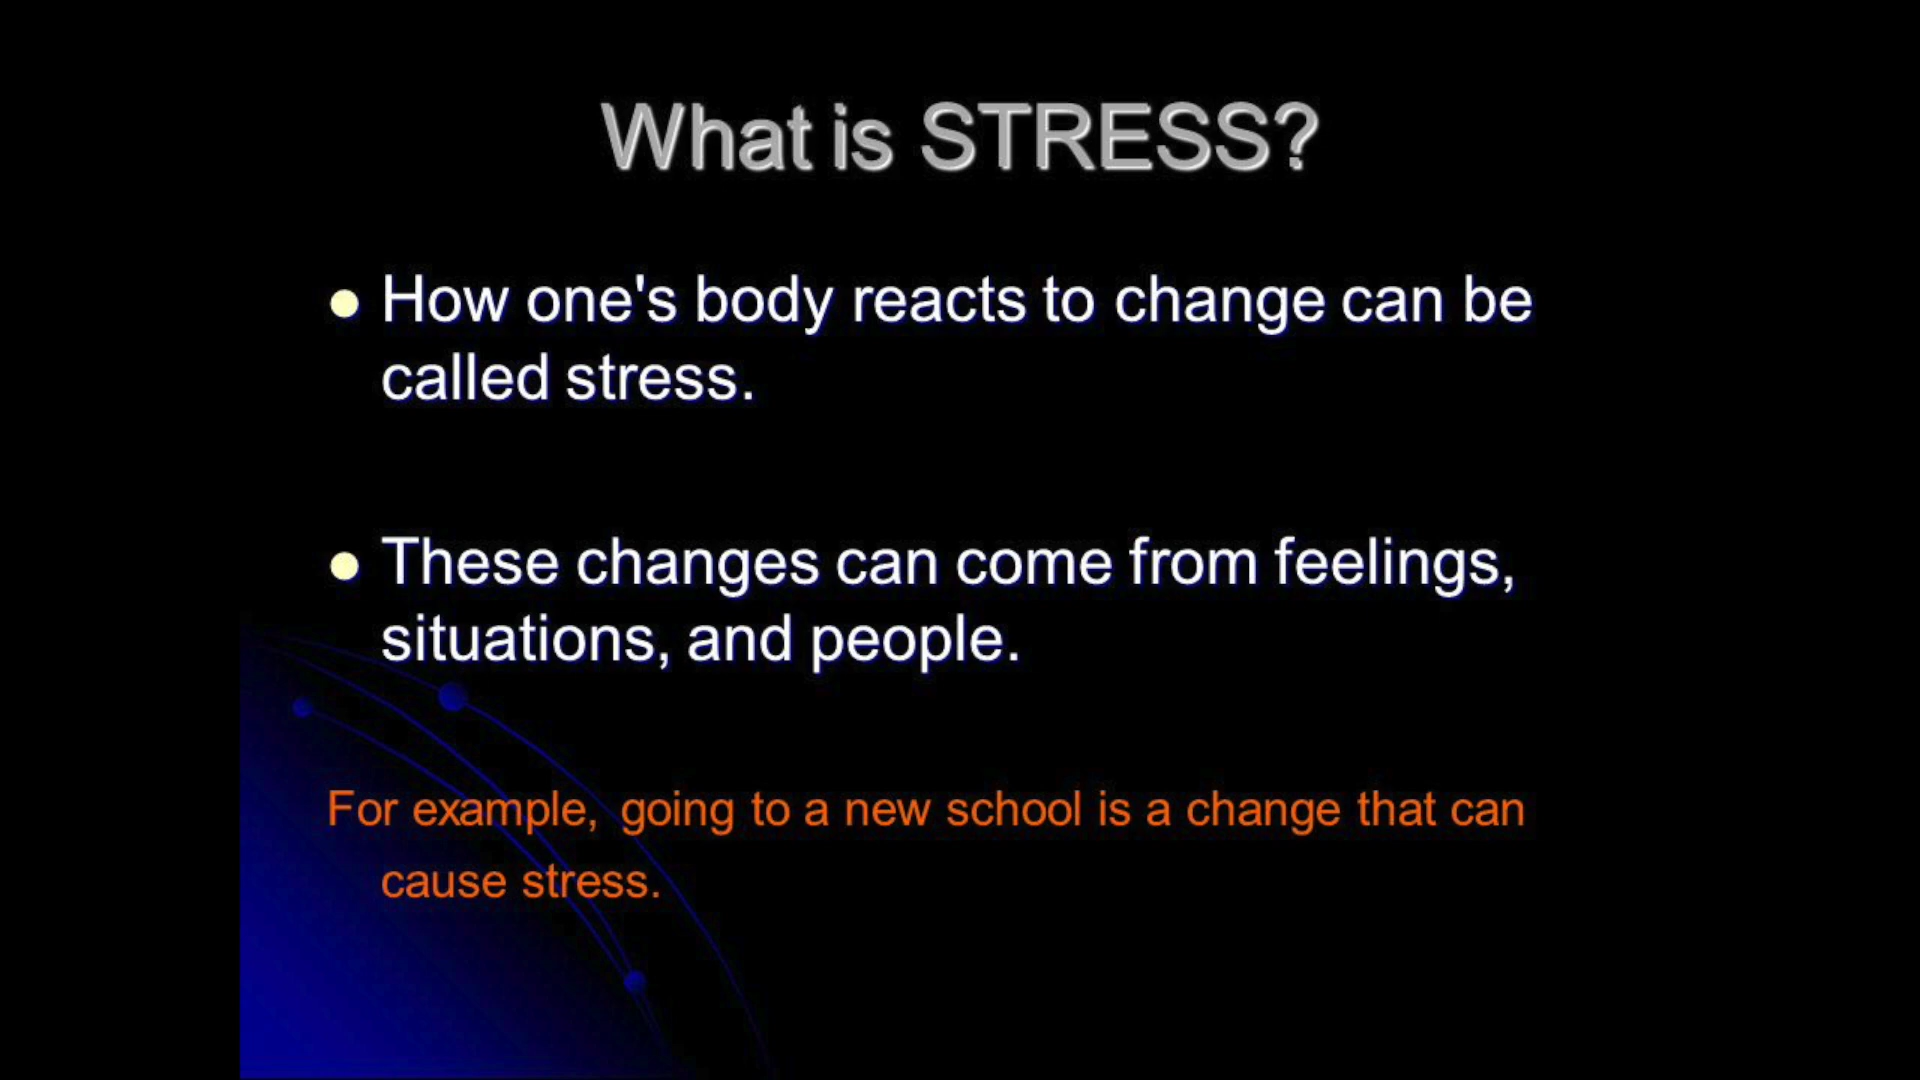 What is STRESS?
How one's body reacts to change can be
called stress.
These changes can come from feelings,
situations, and people.
For example, going to a new school is a change that can
cause stress.